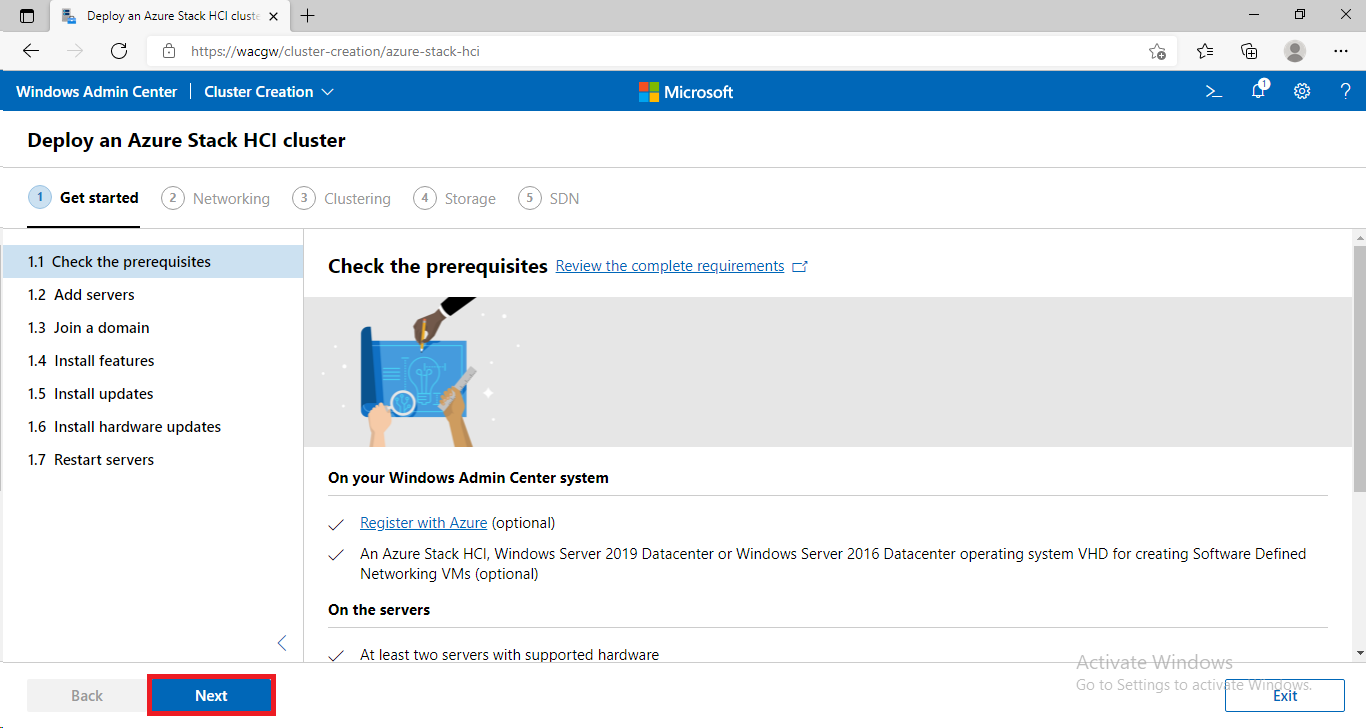 Deploy an Azure Stack HCI cluste
https://wacgw/cluster-creation/azure-stack-hci
Windows Admin Center | Cluster Creation
Microsoft
1
Deploy an Azure Stack HCI cluster
1 Get started
2 Networking
3 Clustering
4 Storage
5 SDN
1.1 Check the prerequisites
1.2 Add servers
1.3 Join a domain
1.4 Install features
1.5 Install updates
1.6 Install hardware updates
1.7 Restart servers
Check the prerequisites Review the complete requirements
On your Windows Admin Center system
Register with Azure (optional)
An Azure Stack HCI, Windows Server 2019 Datacenter or Windows Server 2016 Datacenter operating system VHD for creating Software Defined
Networking VMs (optional)
On the servers
At least two servers with supported hardware
Activate Windows
Go to Settings to activate Windows.
Back
Next
Exit